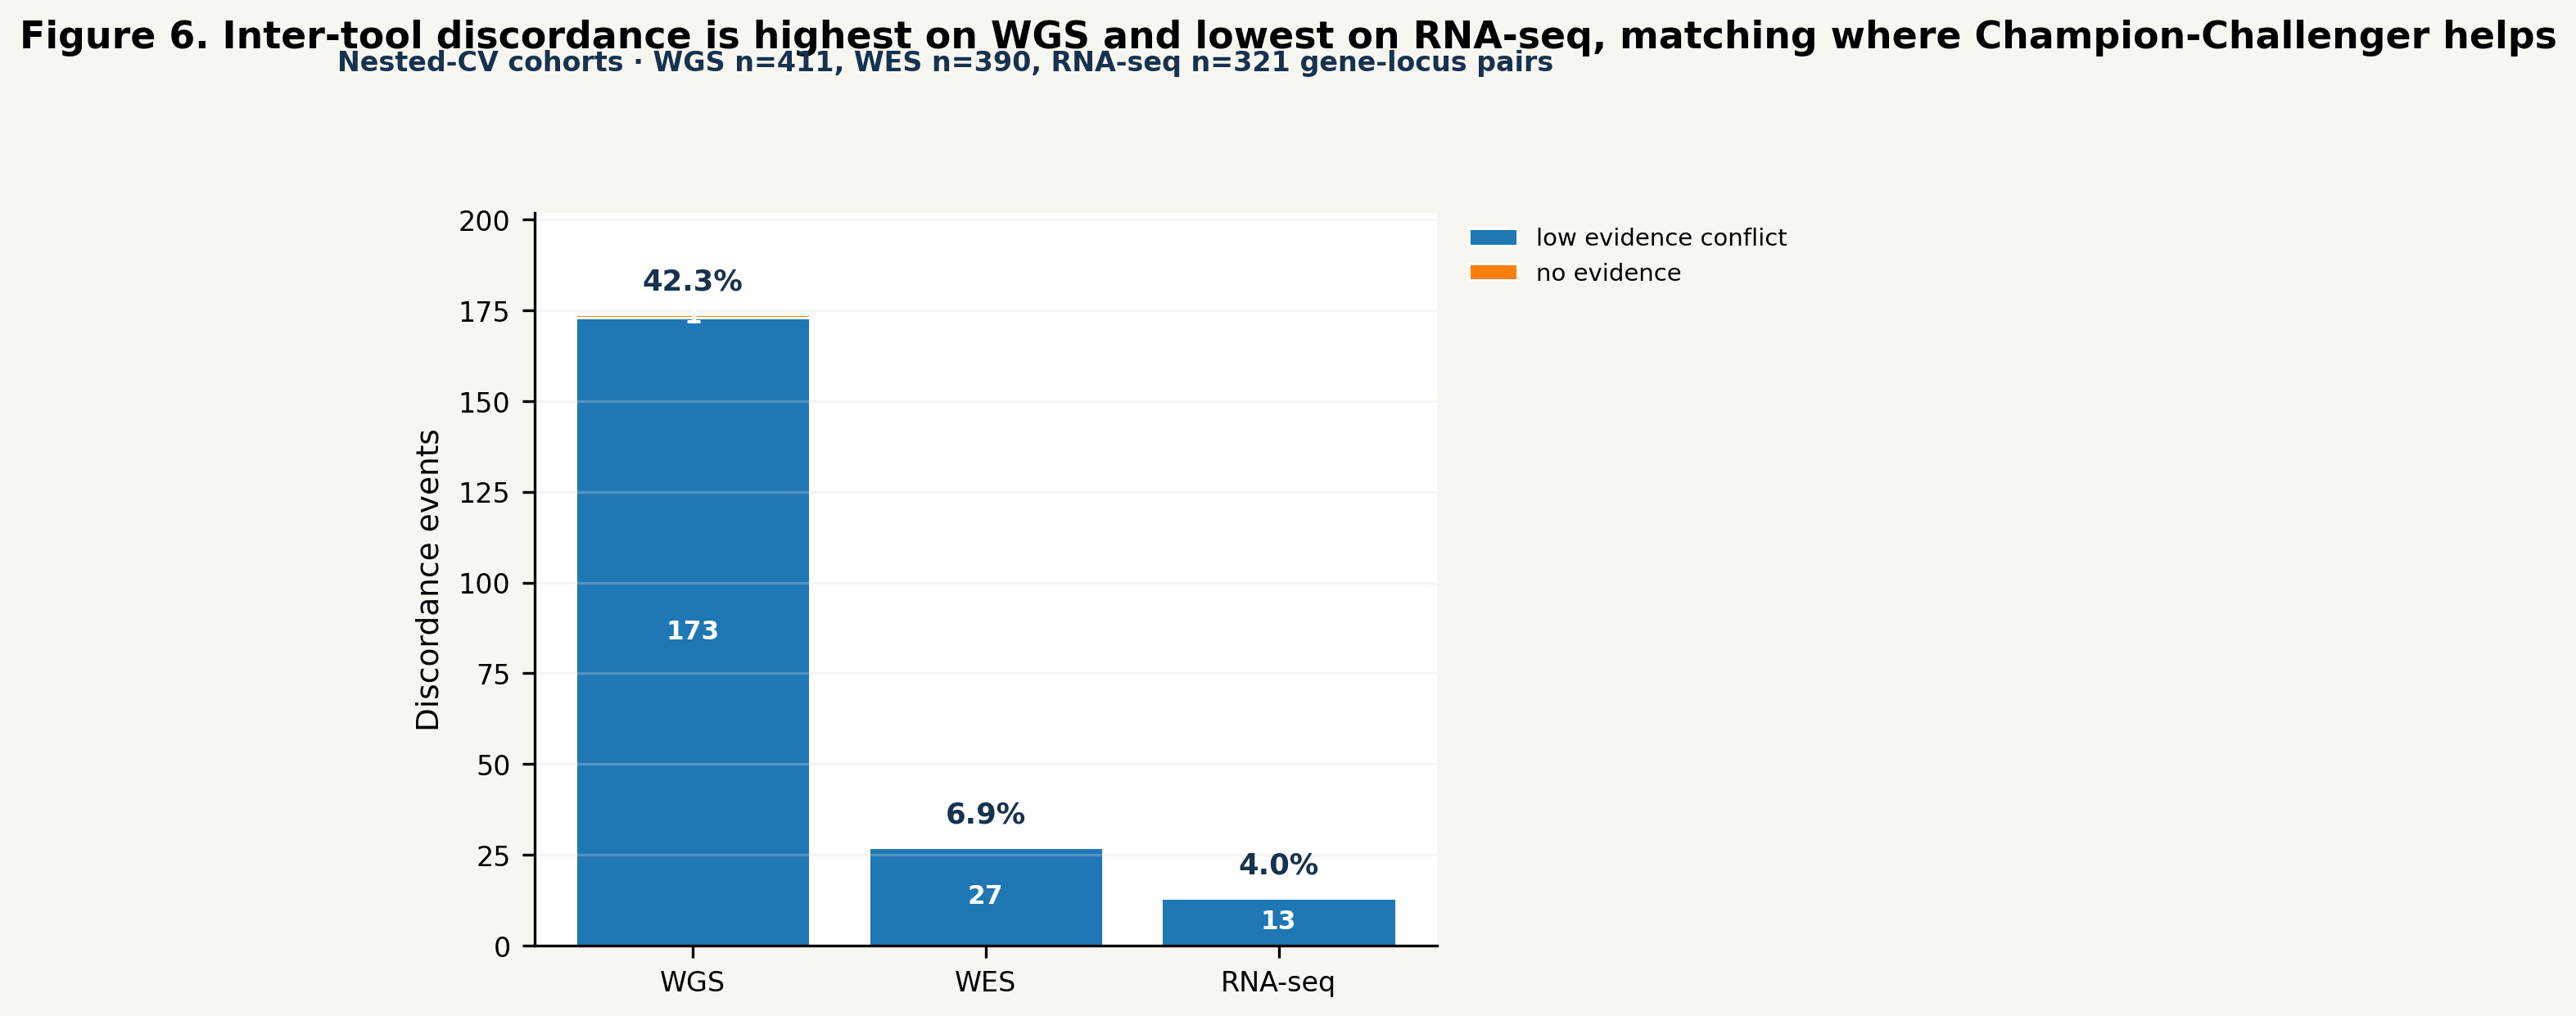 Figure 6. Inter-tool discordance is highest on WGS and lowest on RNA-seq, matching where Champion-Challenger helps
Nested-CV cohorts · WGS n=411, WES n=390, RNA-seq n=321 gene-locus pairs
Discordance events
200
175
150
125
100
75
50
25
0
42.3%
1
173
6.9%
27
4.0%
13
WGS
WES
RNA-seq
low evidence conflict
no evidence